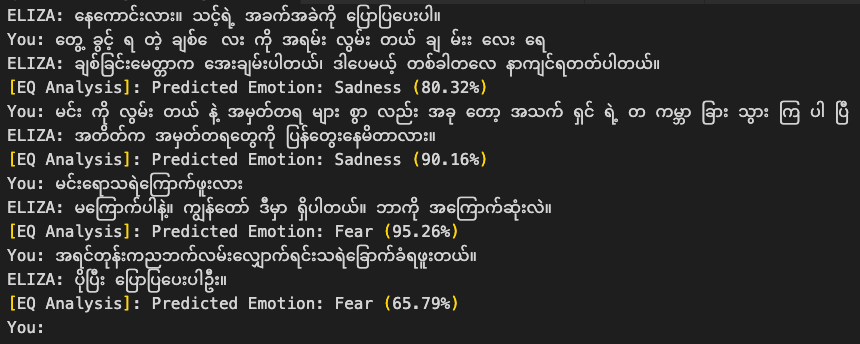 ELIZA: နေကောင်းလား။ သင့်ရဲ့ အခက်အခဲကို ပြောပြပေးပါ။
You: တွေ့ ခွင့် ရ တဲ့ ချစ် ေ လး ကို အရမ်း လွမ်း တယ် ချ မ်းး လေး ရေ
ELIZA: ချစ်ခြင်းမေတ္တာက အေးချမ်းပါတယ်၊ ဒါပေမယ့် တစ်ခါတလေ နာကျင်ရတတ်ပါတယ်။
[EQ Analysis]: Predicted Emotion: Sadness (80.32%)
You: မင်း ကို လွမ်း တယ် နဲ့ အမှတ်တရ များ စွာ လည်း အခု တော့ အသက် ရှင် ရဲ့ တ ကမ္ဘာ ခြား သွား ကြ ပါ ပြီ
ELIZA: အတိတ်က အမှတ်တရတွေကို ပြန်တွေးနေမိတာလား။
[EQ Analysis]: Predicted Emotion: Sadness (90.16%)
You: မင်းရောသရဲကြောက်ဖူးလား
ELIZA: မကြောက်ပါနဲ့။ ကျွန်တော် ဒီမှာ ရှိပါတယ်။ ဘာကို အကြောက်ဆုံးလဲ။
[EQ Analysis]: Predicted Emotion: Fear (95.26%)
You: အရင်တုန်းကညဘက်လမ်းလျှောက်ရင်းသရဲခြောက်ခံရဖူးတယ်။
ELIZA: ပိုပြီး ပြောပြပေးပါဦး။
[EQ Analysis]: Predicted Emotion: Fear (65.79%)
You: